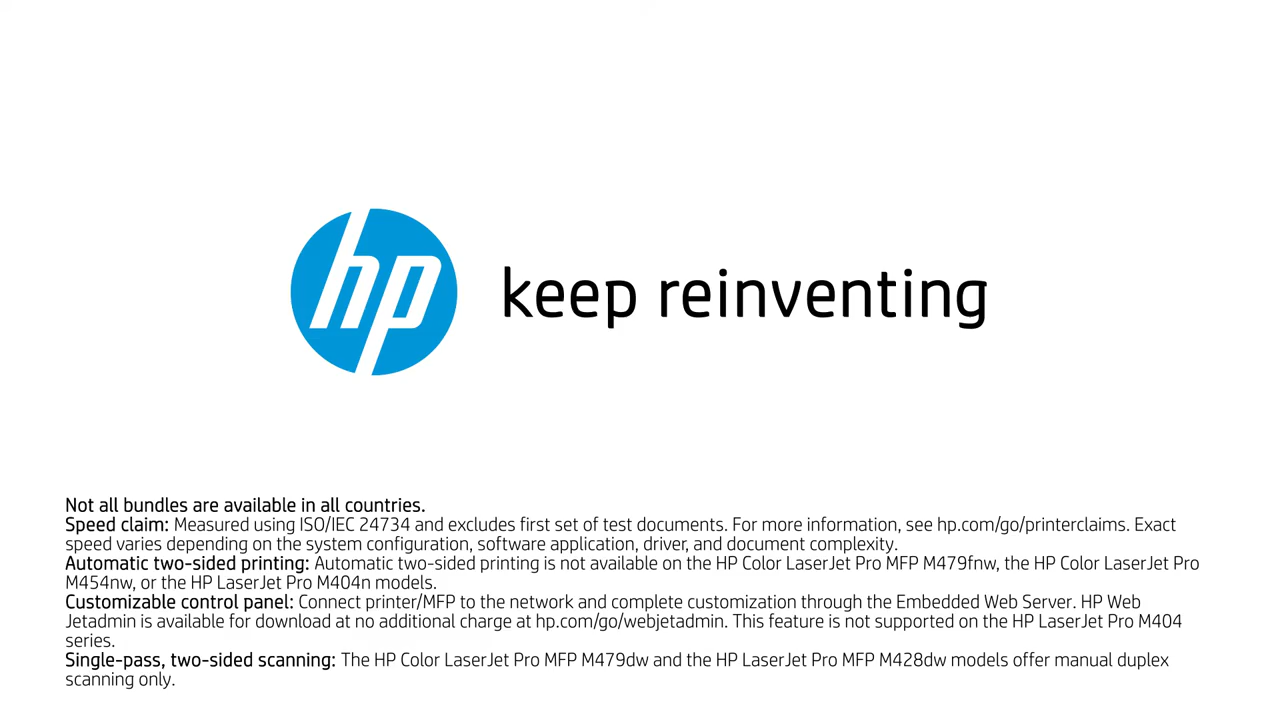 hp keep reinventing
Not all bundles are available in all countries.
Speed claim: Measured using ISO/IEC 24734 and excludes first set of test documents. For more information, see hp.com/go/printerclaims. Exact
speed varies depending on the system configuration, software application, driver, and document complexity.
Automatic two-sided printing: Automatic two-sided printing is not available on the HP Color LaserJet Pro MFP M479fnw, the HP Color LaserJet Pro
M454nw, or the HP LaserJet Pro M404n models.
Customizable control panel: Connect printer/MFP to the network and complete customization through the Embedded Web Server. HP Web
Jetadmin is available for download at no additional charge at hp.com/go/webjetadmin. This feature is not supported on the HP LaserJet Pro M404
series.
Single-pass, two-sided scanning: The HP Color LaserJet Pro MFP M479dw and the HP LaserJet Pro MFP M428dw models offer manual duplex
scanning only.